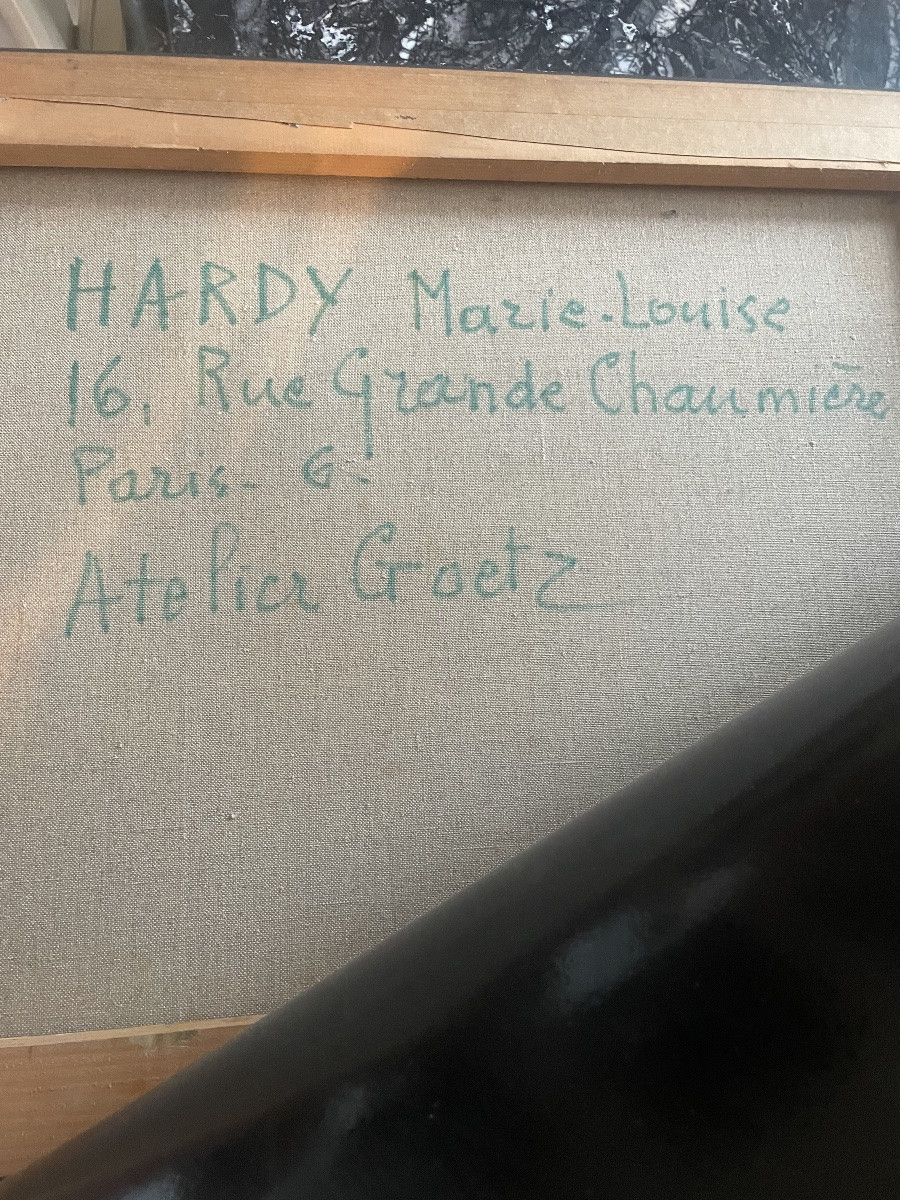 HARDY Marie-Louise
16, Rue Grande Chaumière
Paris- 6-
Atelier Goetz